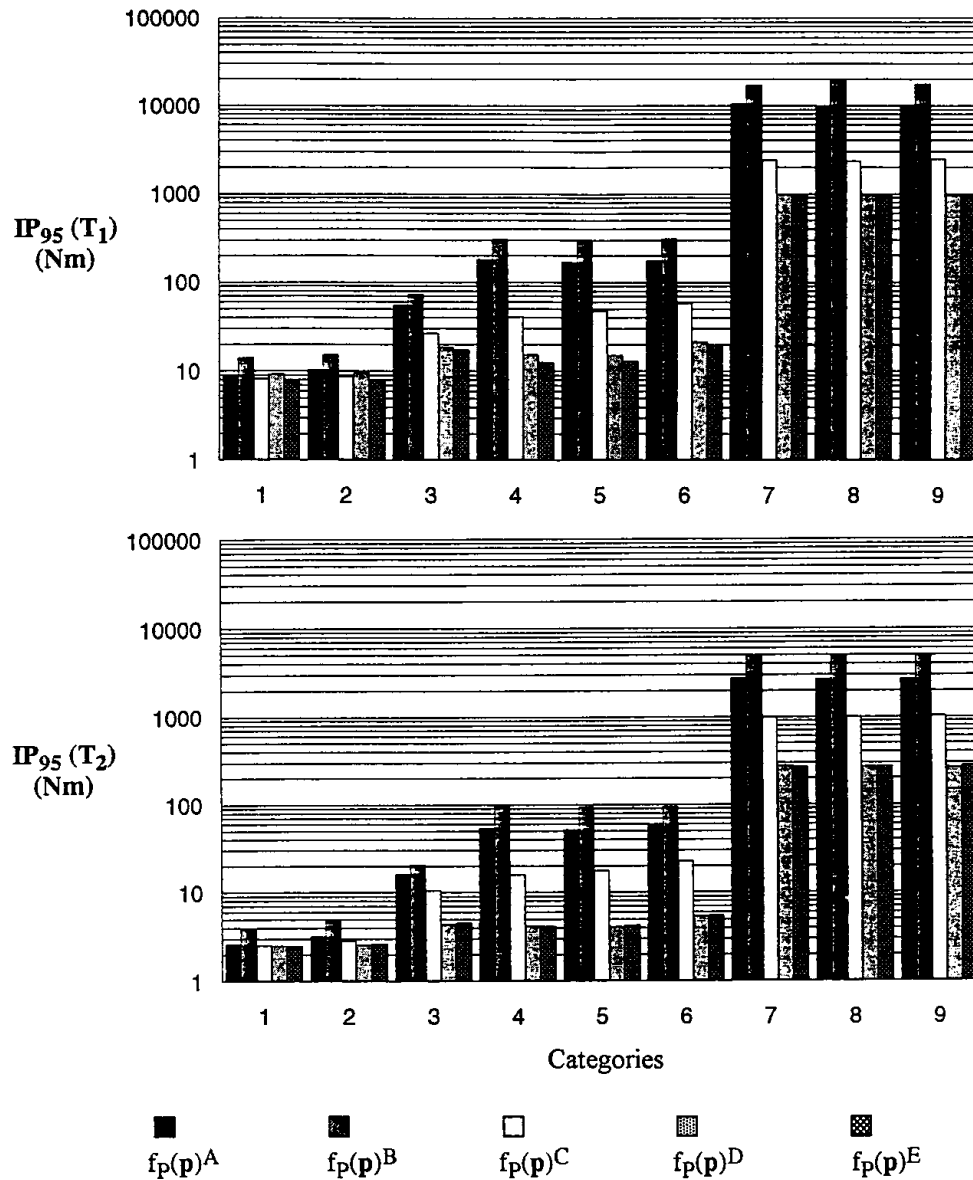 100000
10000
1000
100
10
1
IP95 (T1)
(Nm)
1 2 3 4 5 6 7 8 9
100000
10000
1000
100
10
1
IP95 (T2)
(Nm)
1 2 3 4 5 6 7 8 9
Categories
fP(p)A fP(p)B fP(p)C fP(p)D fP(p)E